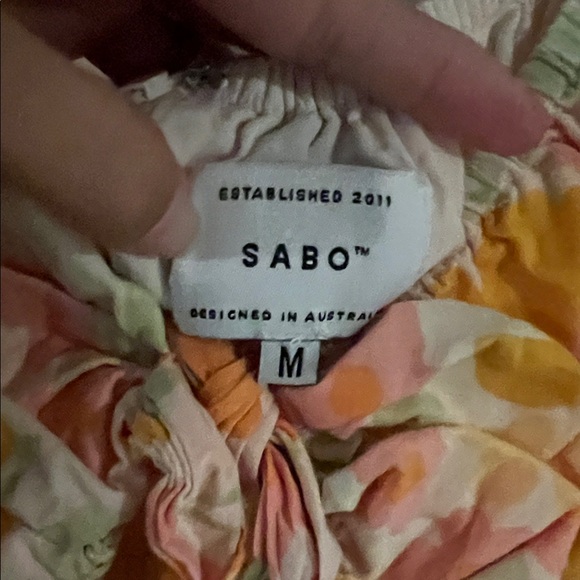 ESTABLISHED 2011
SABO™
DESIGNED IN
M